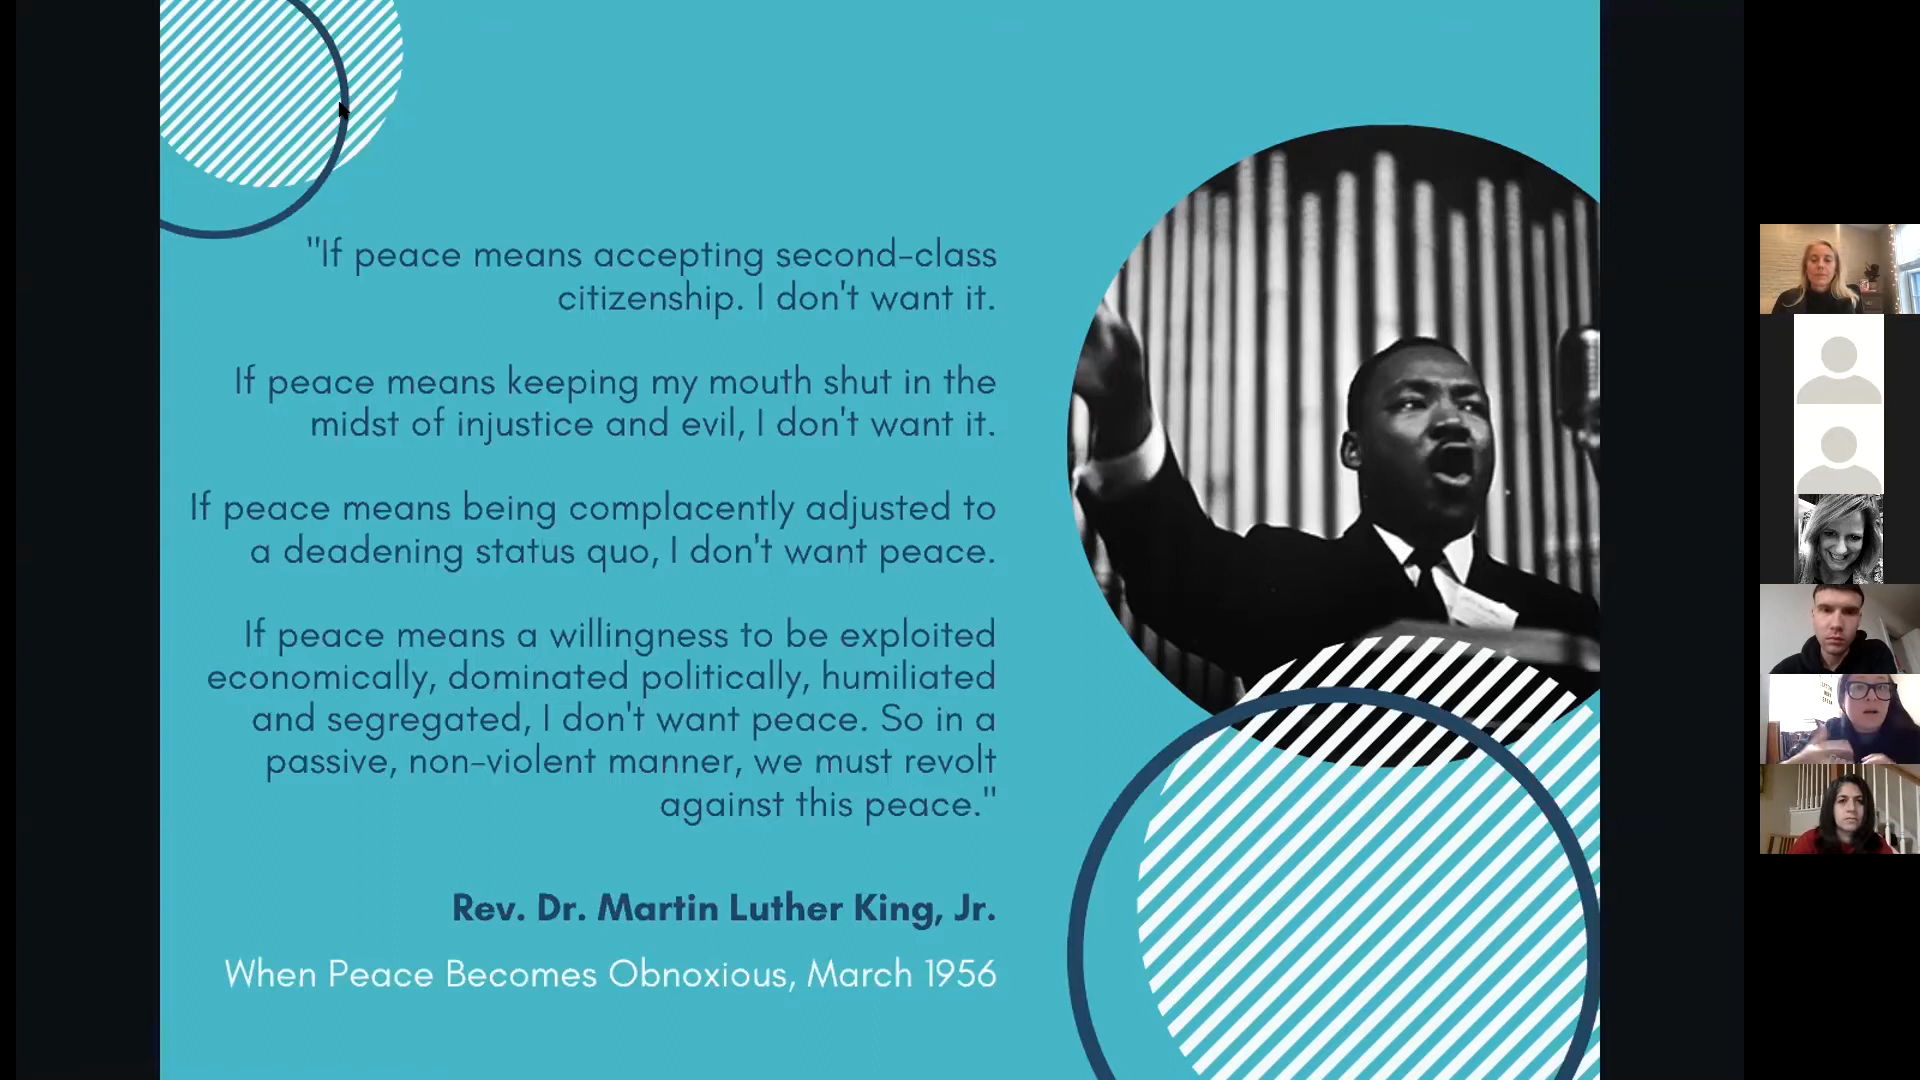 "If peace means accepting second-class
citizenship. I don't want it.
If peace means keeping my mouth shut in the
midst of injustice and evil, I don't want it.
If peace means being complacently adjusted to
a deadening status quo, I don't want peace.
If peace means a willingness to be exploited
economically, dominated politically, humiliated
and segregated, I don't want peace. So in a
passive, non-violent manner, we must revolt
against this peace."
Rev. Dr. Martin Luther King, Jr.
When Peace Becomes Obnoxious, March 1956